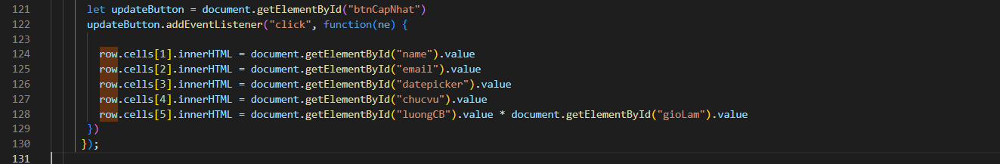 121 let updateButton = document.getElementById("btnCapNhat")
122 updateButton.addEventListener("click", function(ne) {
123
124 row.cells[1].innerHTML = document.getElementById("name").value
125 row.cells[2].innerHTML = document.getElementById("email").value
126 row.cells[3].innerHTML = document.getElementById("datepicker").value
127 row.cells[4].innerHTML = document.getElementById("chucvu").value
128 row.cells[5].innerHTML = document.getElementById("luongCB").value * document.getElementById("gioLam").value
129 })
130 });
131